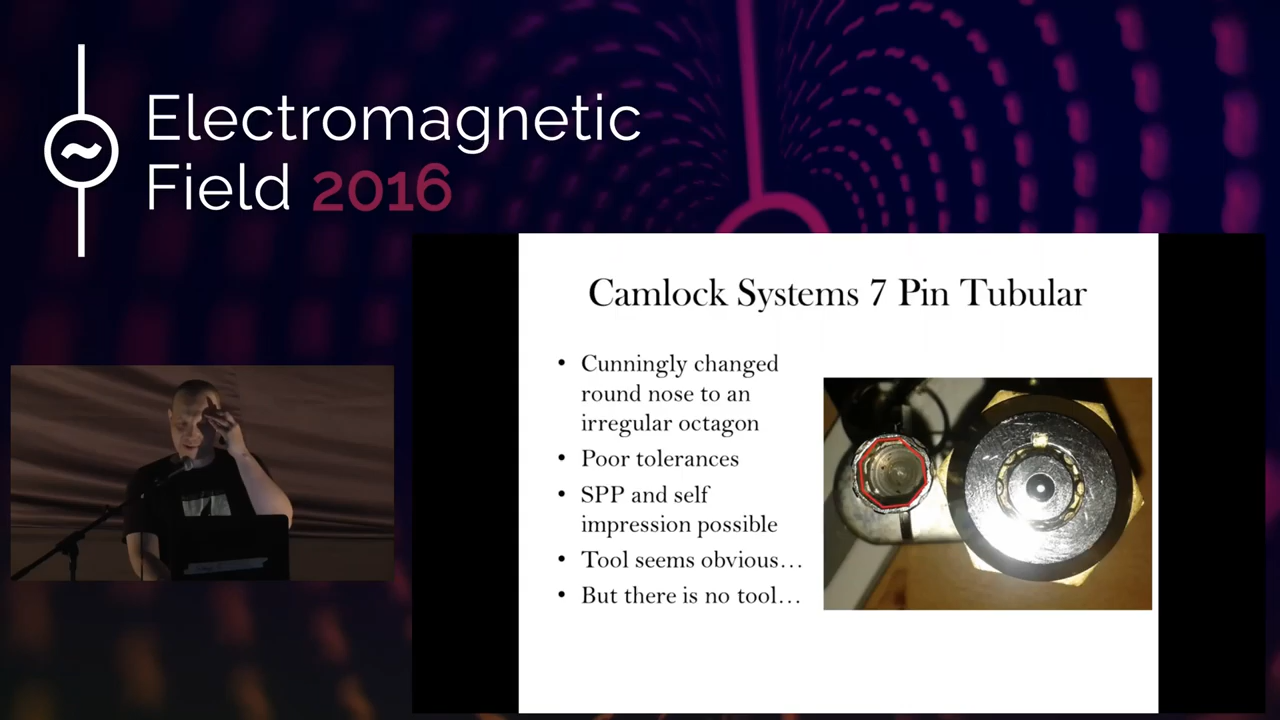 Electromagnetic
Field 2016
Camlock Systems 7 Pin Tubular
• Cunningly changed
round nose to an
irregular octagon
• Poor tolerances
• SPP and self
impression possible
• Tool seems obvious…
• But there is no tool…